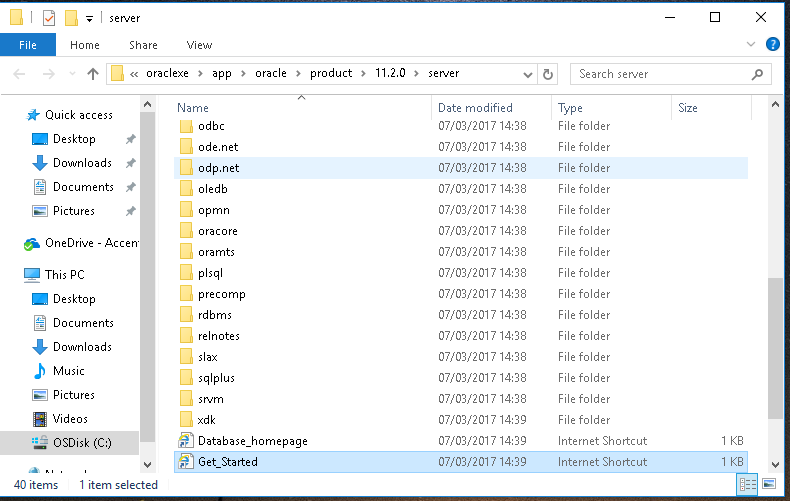 server
File Home Share View
« oraclexe › app › oracle › product › 11.2.0 › server
Search server
Quick access
Desktop
Downloads
Documents
Pictures
OneDrive - Accen
This PC
Desktop
Documents
Downloads
Music
Pictures
Videos
OSDisk (C:)
Name Date modified Type Size
odbc 07/03/2017 14:38 File folder
ode.net 07/03/2017 14:38 File folder
odp.net 07/03/2017 14:38 File folder
oledb 07/03/2017 14:38 File folder
opmn 07/03/2017 14:38 File folder
oracore 07/03/2017 14:38 File folder
oramts 07/03/2017 14:38 File folder
plsql 07/03/2017 14:38 File folder
precomp 07/03/2017 14:38 File folder
rdbms 07/03/2017 14:38 File folder
relnotes 07/03/2017 14:38 File folder
slax 07/03/2017 14:38 File folder
sqlplus 07/03/2017 14:38 File folder
srvm 07/03/2017 14:38 File folder
xdk 07/03/2017 14:39 File folder
Database_homepage 07/03/2017 14:39 Internet Shortcut 1 KB
Get_Started 07/03/2017 14:39 Internet Shortcut 1 KB
40 items 1 item selected